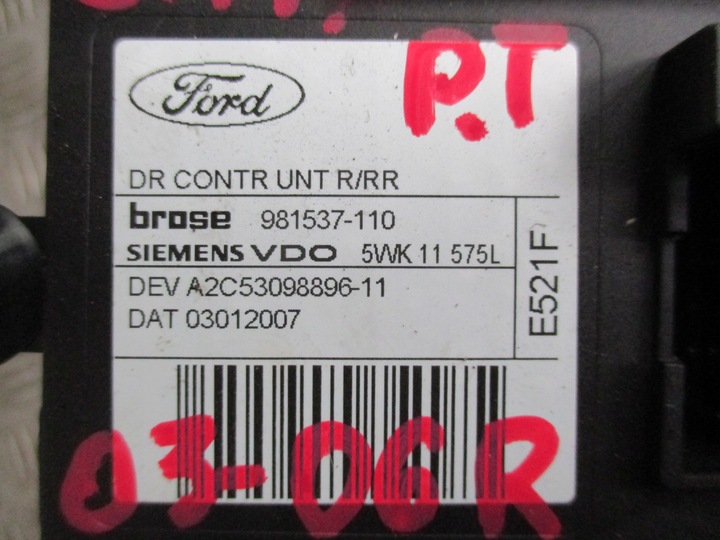 P.T
Ford
DR CONTR UNT R/RR
brose 981537-110
SIEMENS VDO 5WK 11 575L
DEV A2C53098896-11
DAT 03012007
E521F
03-06R